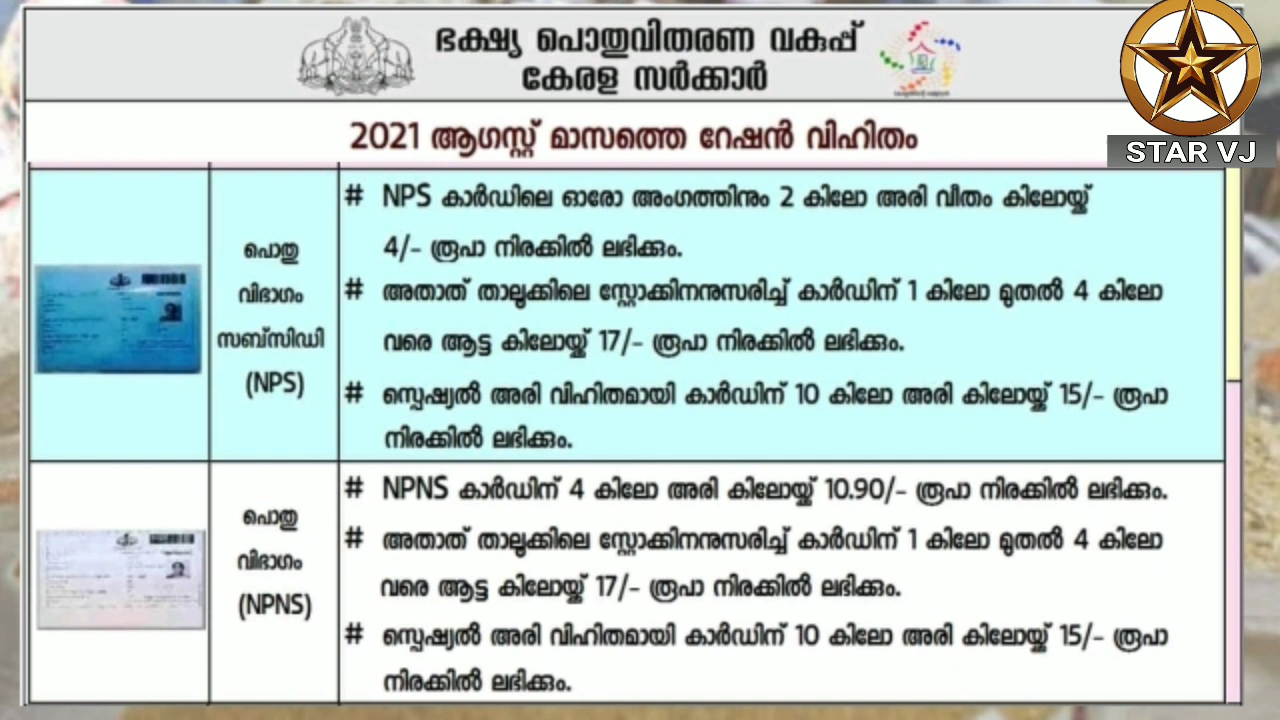 ഭക്ഷ്യ പൊതുവിതരണ വകുപ്പ്
കേരള സർക്കാർ
STAR VJ
2021 ആഗസ്റ്റ് മാസത്തെ റേഷൻ വിഹിതം
പൊതു
വിഭാഗം
സബ്സിഡി
(NPS)
# NPS കാർഡിലെ ഓരോ അംഗത്തിനും 2 കിലോ അരി വീതം കിലോയ്ക്ക്
4/- രൂപാ നിരക്കിൽ ലഭിക്കും.
# അതാത് താലൂക്കിലെ സ്റ്റോക്കിനനുസരിച്ച് കാർഡിന് 1 കിലോ മുതൽ 4 കിലോ
വരെ ആട്ട കിലോയ്ക്ക് 17/- രൂപാ നിരക്കിൽ ലഭിക്കും.
# സ്പെഷ്യൽ അരി വിഹിതമായി കാർഡിന് 10 കിലോ അരി കിലോയ്ക്ക് 15/- രൂപാ
നിരക്കിൽ ലഭിക്കും.
പൊതു
വിഭാഗം
(NPNS)
# NPNS കാർഡിന് 4 കിലോ അരി കിലോയ്ക്ക് 10.90/- രൂപാ നിരക്കിൽ ലഭിക്കും.
# അതാത് താലൂക്കിലെ സ്റ്റോക്കിനനുസരിച്ച് കാർഡിന് 1 കിലോ മുതൽ 4 കിലോ
വരെ ആട്ട കിലോയ്ക്ക് 17/- രൂപാ നിരക്കിൽ ലഭിക്കും.
# സ്പെഷ്യൽ അരി വിഹിതമായി കാർഡിന് 10 കിലോ അരി കിലോയ്ക്ക് 15/- രൂപാ
നിരക്കിൽ ലഭിക്കും.